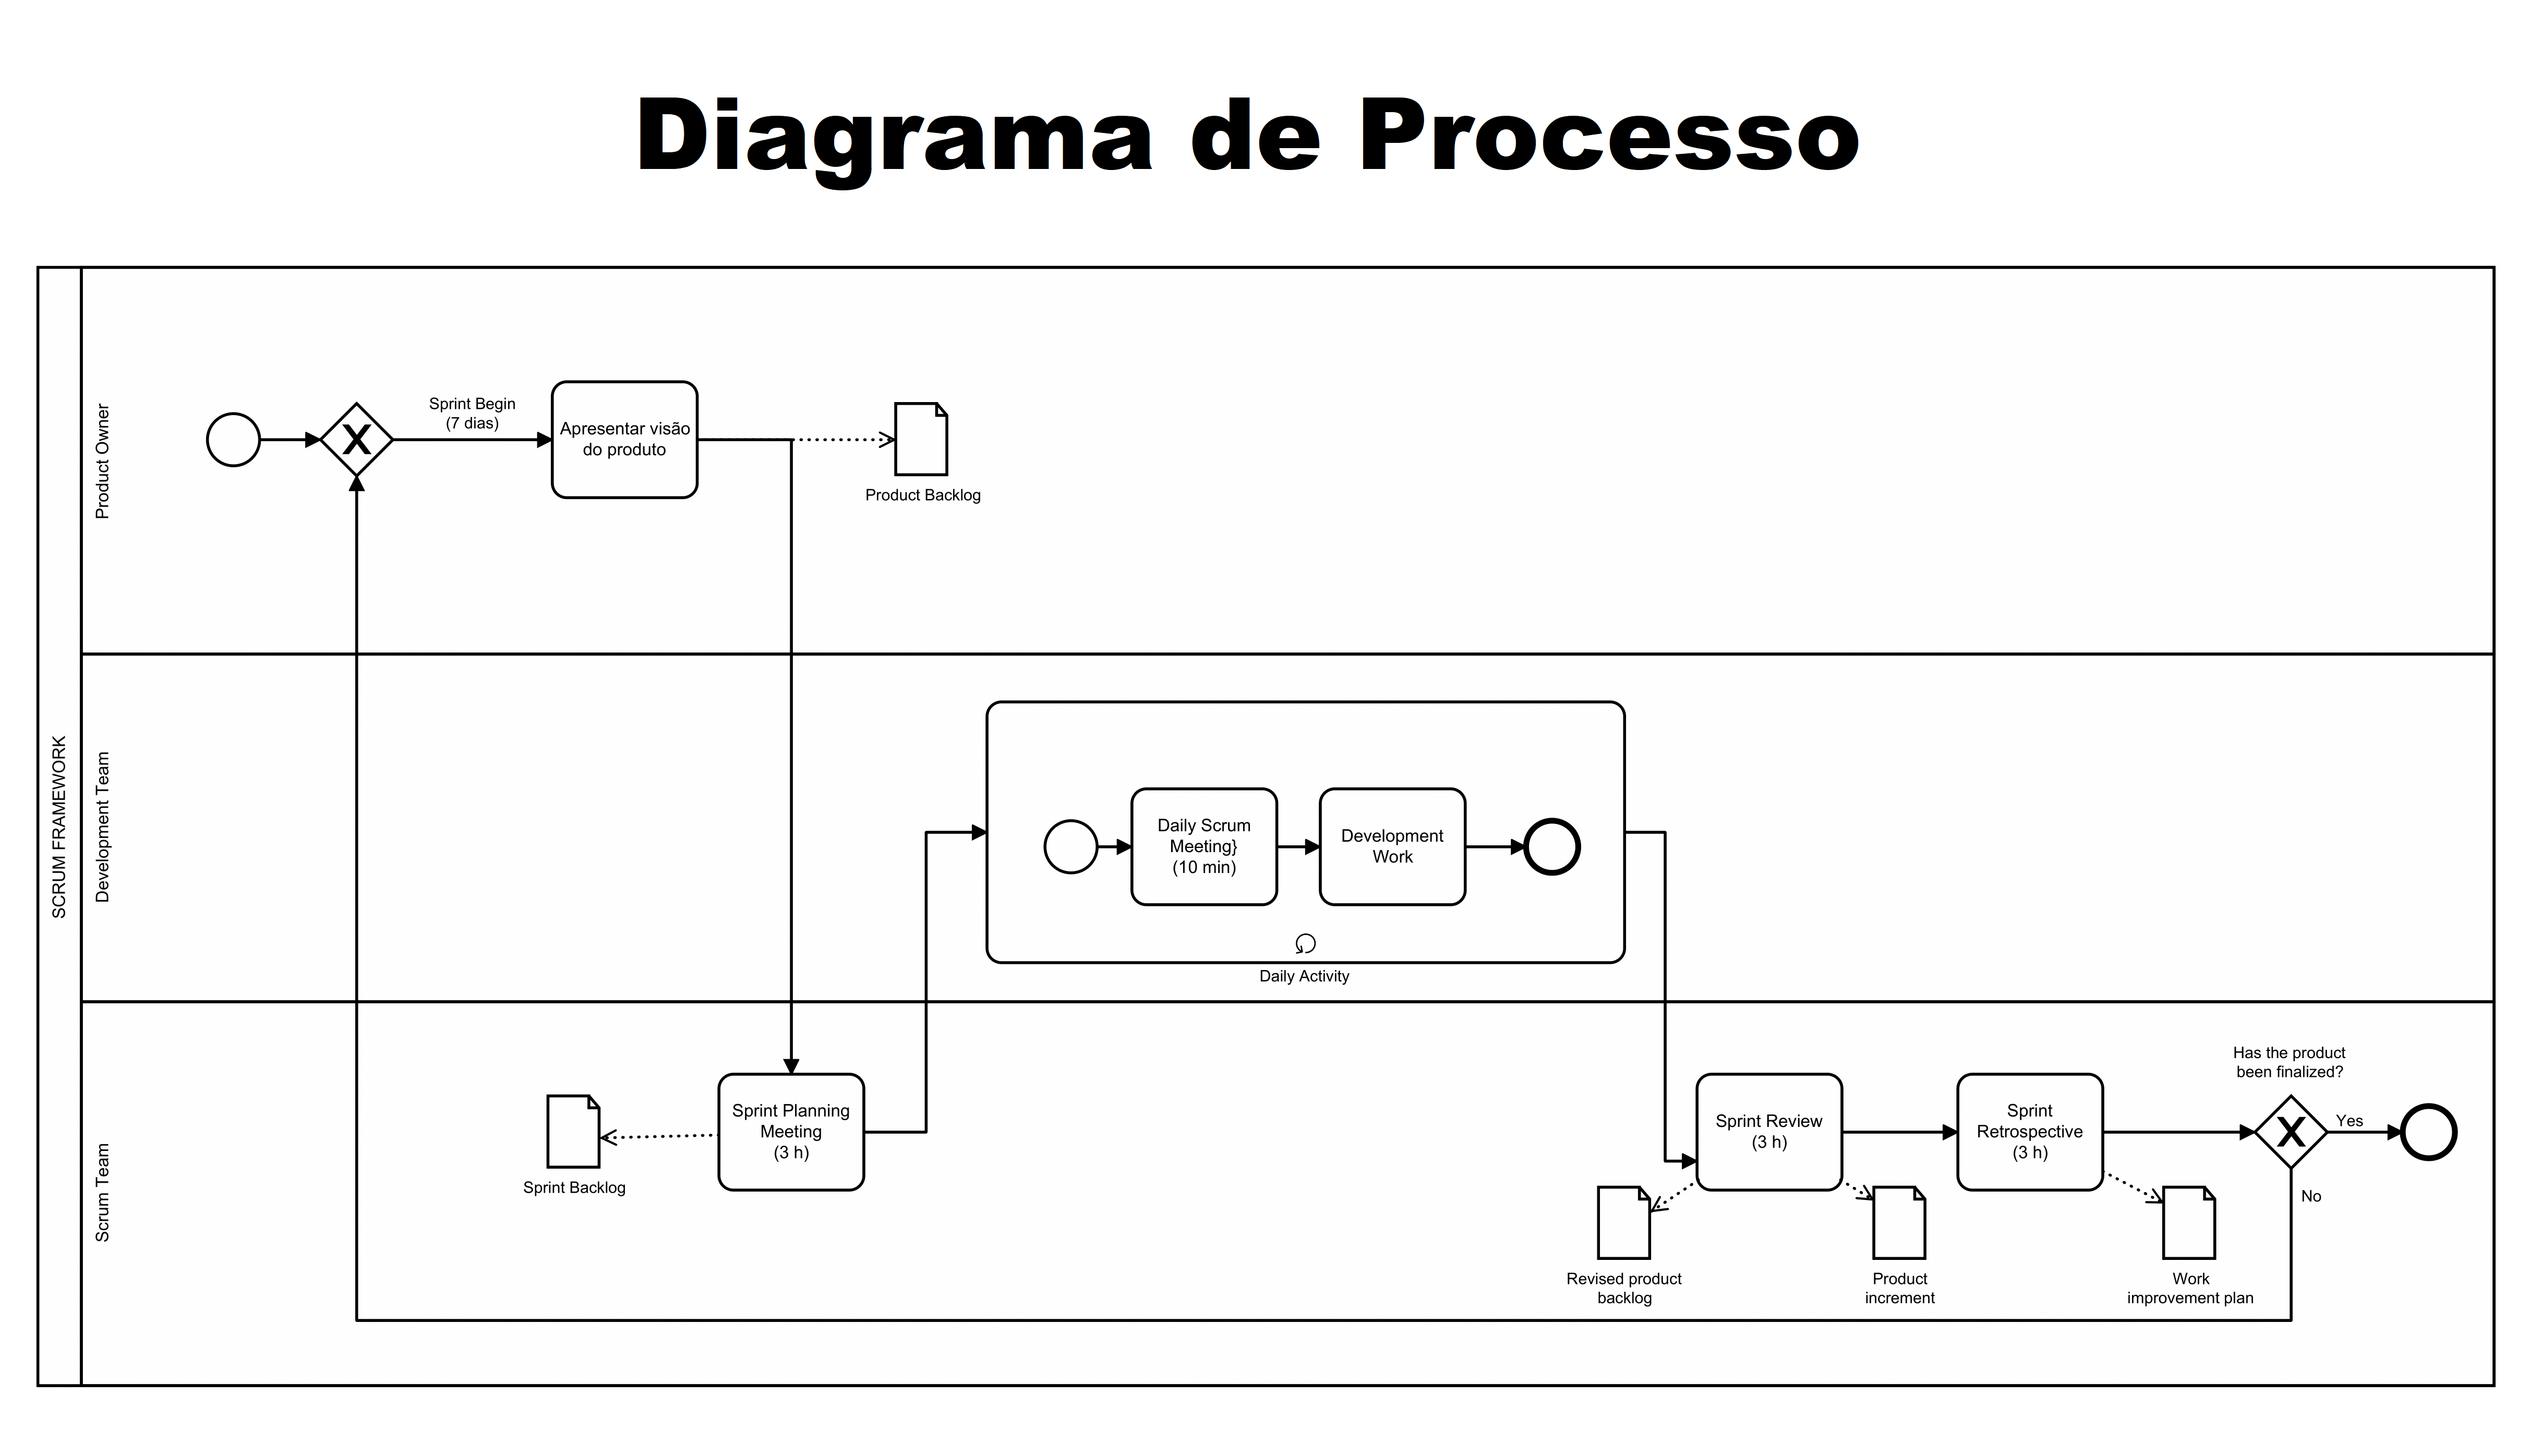 Diagrama de Processo
SCRUM FRAMEWORK
Product Owner
Sprint Begin
(7 dias)
X
Apresentar visão
do produto
Product Backlog
Development Team
Daily Scrum
Meeting}
(10 min)
Development
Work
Daily Activity
Scrum Team
Sprint Backlog
Sprint Planning
Meeting
(3 h)
Sprint Review
(3 h)
Revised product
backlog
Product
increment
Sprint
Retrospective
(3 h)
Work
improvement plan
Has the product
been finalized?
X
Yes
No